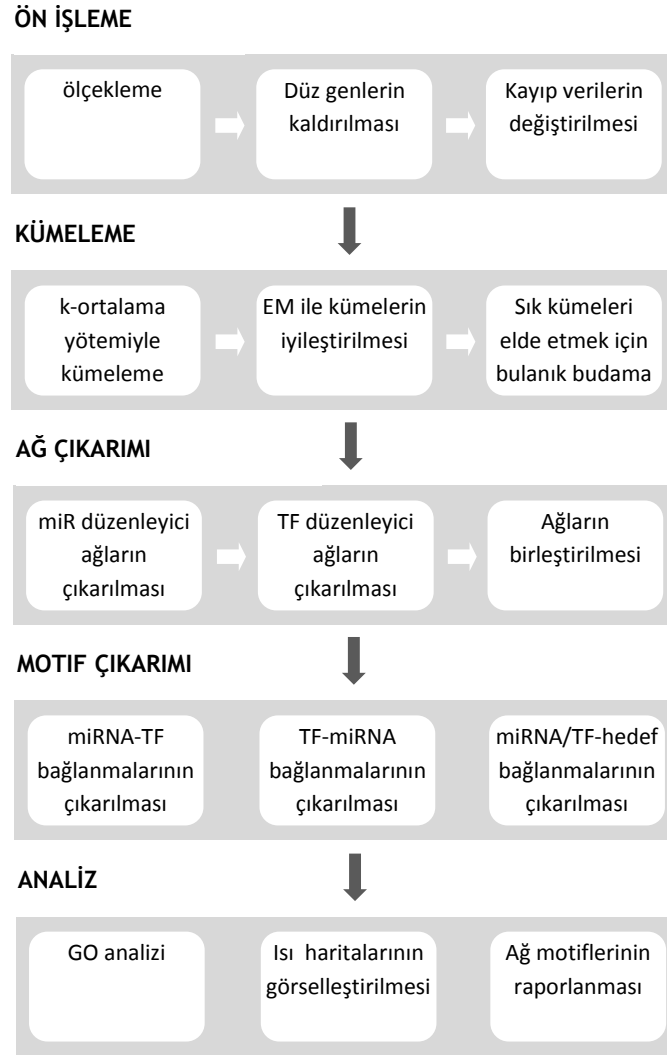 ÖN İŞLEME
ölçekleme
Düz genlerin
kaldırılması
Kayıp verilerin
değiştirilmesi
KÜMELEME
k-ortalama
yötemiyle
kümeleme
EM ile kümelerin
iyileştirilmesi
Sık kümeleri
elde etmek için
bulanık budama
AĞ ÇIKARIMI
miR düzenleyici
ağların
çıkarılması
TF düzenleyici
ağların
çıkarılması
Ağların
birleştirilmesi
MOTIF ÇIKARIMI
miRNA-TF
bağlanmalarının
çıkarılması
TF-miRNA
bağlanmalarının
çıkarılması
miRNA/TF-hedef
bağlanmalarının
çıkarılması
ANALİZ
GO analizi
Isı haritalarının
görselleştirilmesi
Ağ motiflerinin
raporlanması